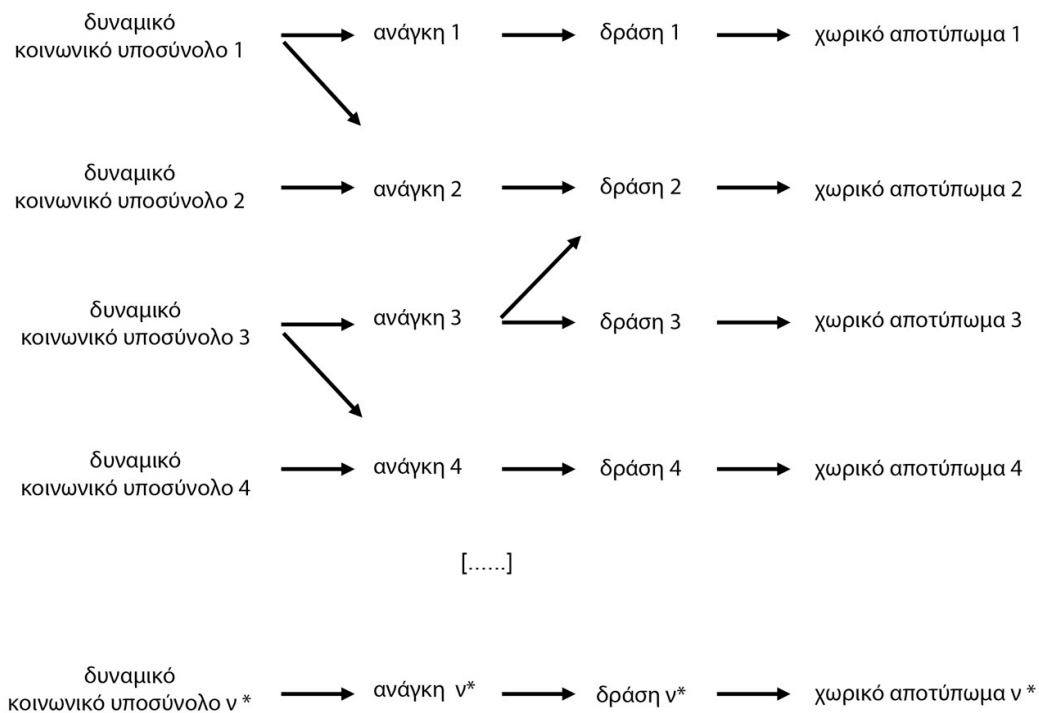 δυναμικό
κοινωνικό υποσύνολο 1
ανάγκη 1
δράση 1
χωρικό αποτύπωμα 1
δυναμικό
κοινωνικό υποσύνολο 2
ανάγκη 2
δράση 2
χωρικό αποτύπωμα 2
δυναμικό
κοινωνικό υποσύνολο 3
ανάγκη 3
δράση 3
χωρικό αποτύπωμα 3
δυναμικό
κοινωνικό υποσύνολο 4
ανάγκη 4
δράση 4
χωρικό αποτύπωμα 4
[......]
δυναμικό
κοινωνικό υποσύνολο ν *
ανάγκη ν*
δράση ν*
χωρικό αποτύπωμα ν *